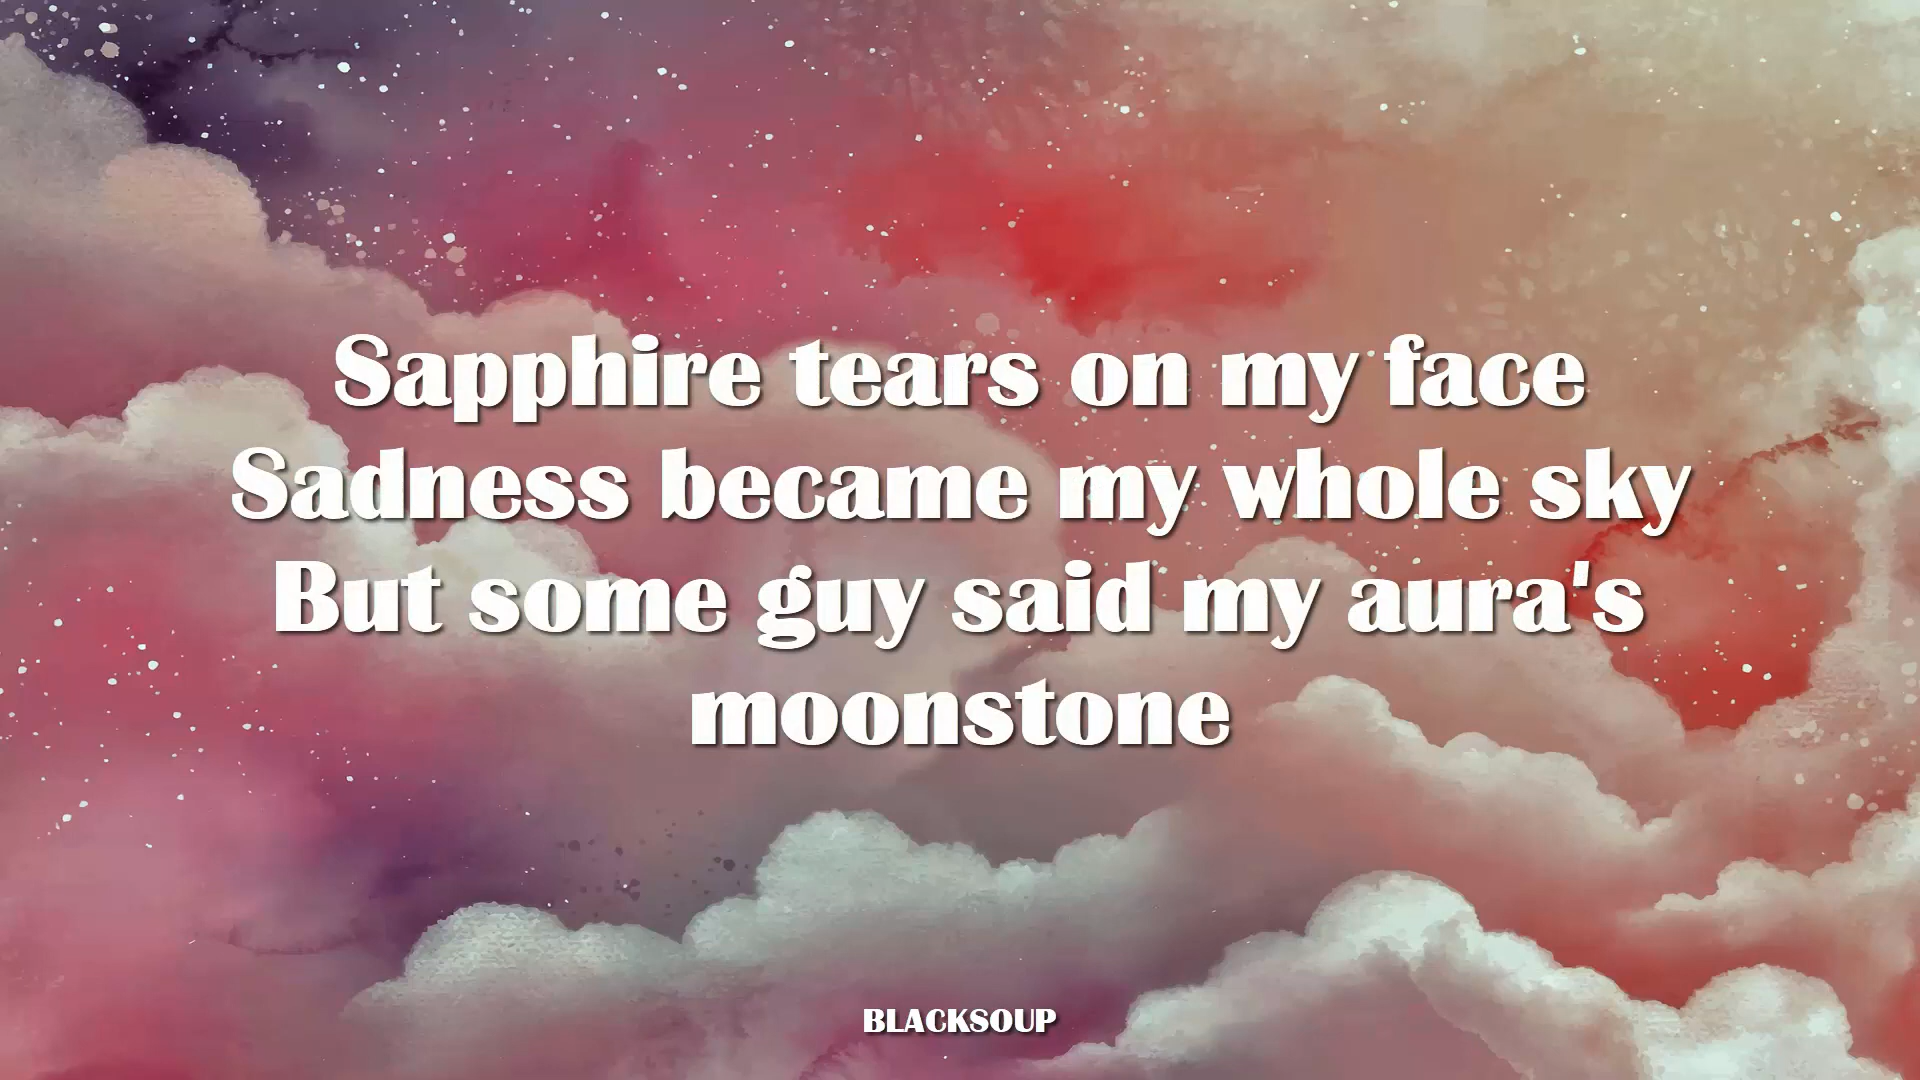 Sapphire tears on my face
Sadness became my whole sky
But some guy said my aura's
moonstone
BLACKSOUP